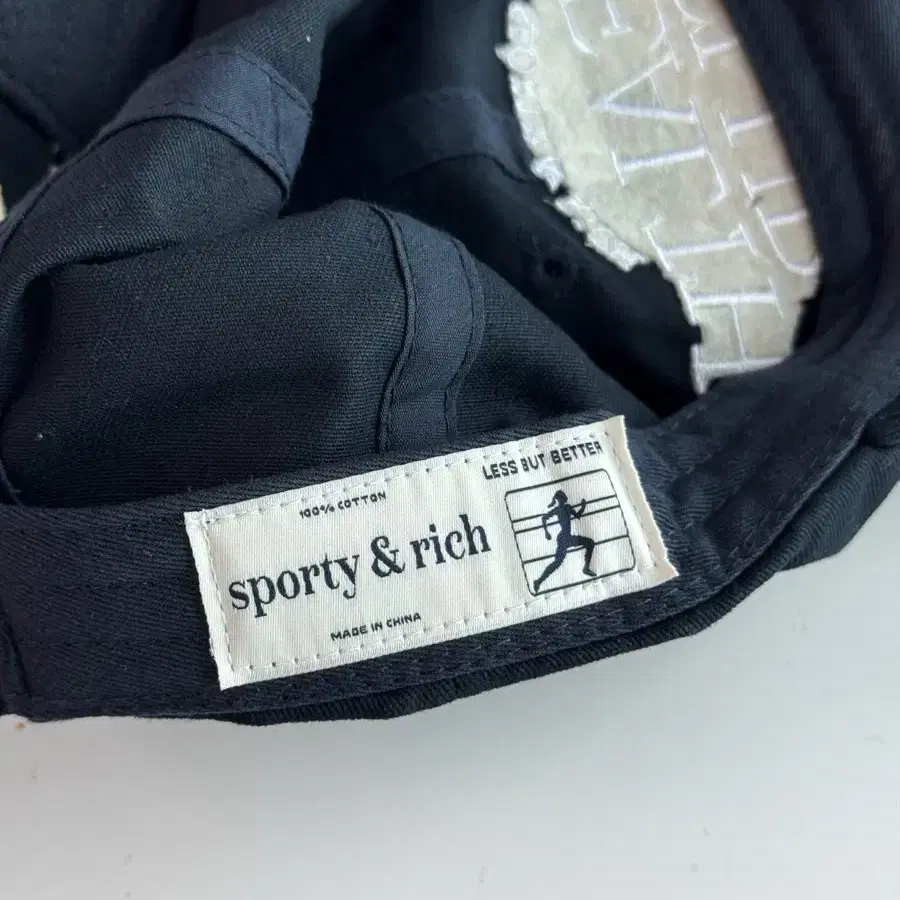 100% COTTON
LESS BUT BETTER
sporty & rich
MADE IN CHINA